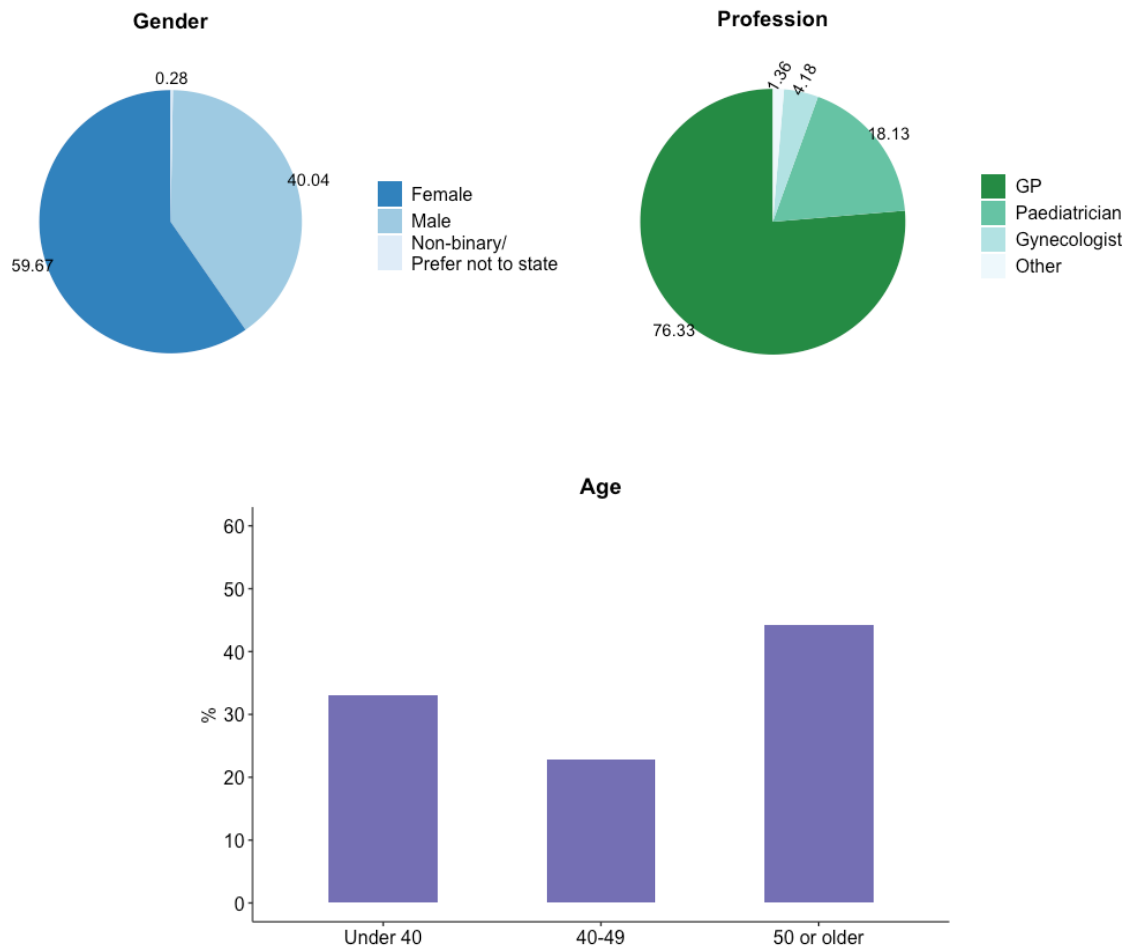 Gender
0.28
40.04
59.67
Female
Male
Non-binary/
Prefer not to state
Profession
1.36
4.18
18.13
76.33
GP
Paediatrician
Gynecologist
Other
Age
%
60
50
40
30
20
10
0
Under 40
40-49
50 or older